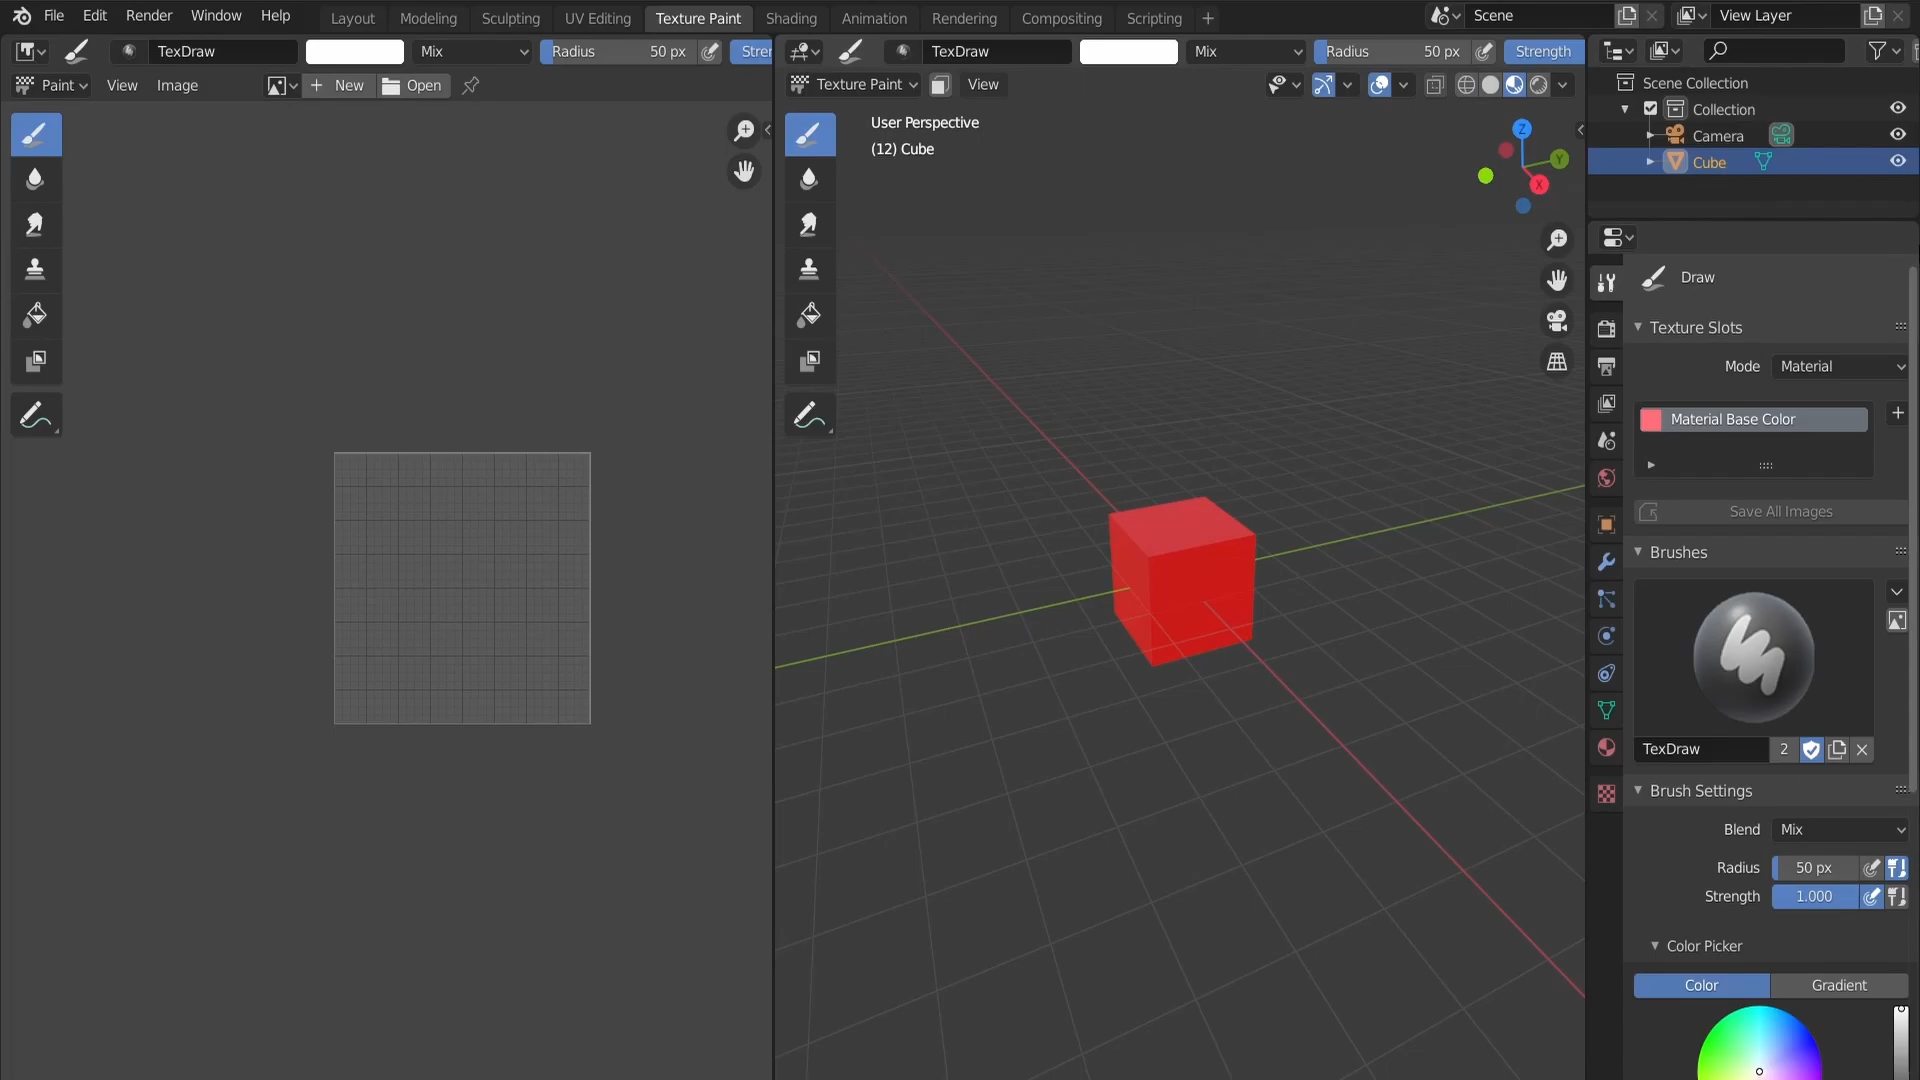 File Edit Render Window Help Layout Modeling Sculpting UV Editing Texture Paint Shading Animation Rendering Compositing Scripting + Scene View Layer
TexDraw Mix Radius 50 px Stren
TexDraw Mix Radius 50 px Strength
Paint View Image + New Open
Texture Paint View
Scene Collection
Collection
Camera
Cube
User Perspective
(12) Cube
Z
Y
X
Draw
Texture Slots
Mode Material
Material Base Color
Save All Images
Brushes
TexDraw 2
Brush Settings
Blend Mix
Radius 50 px
Strength 1.000
Color Picker
Color Gradient